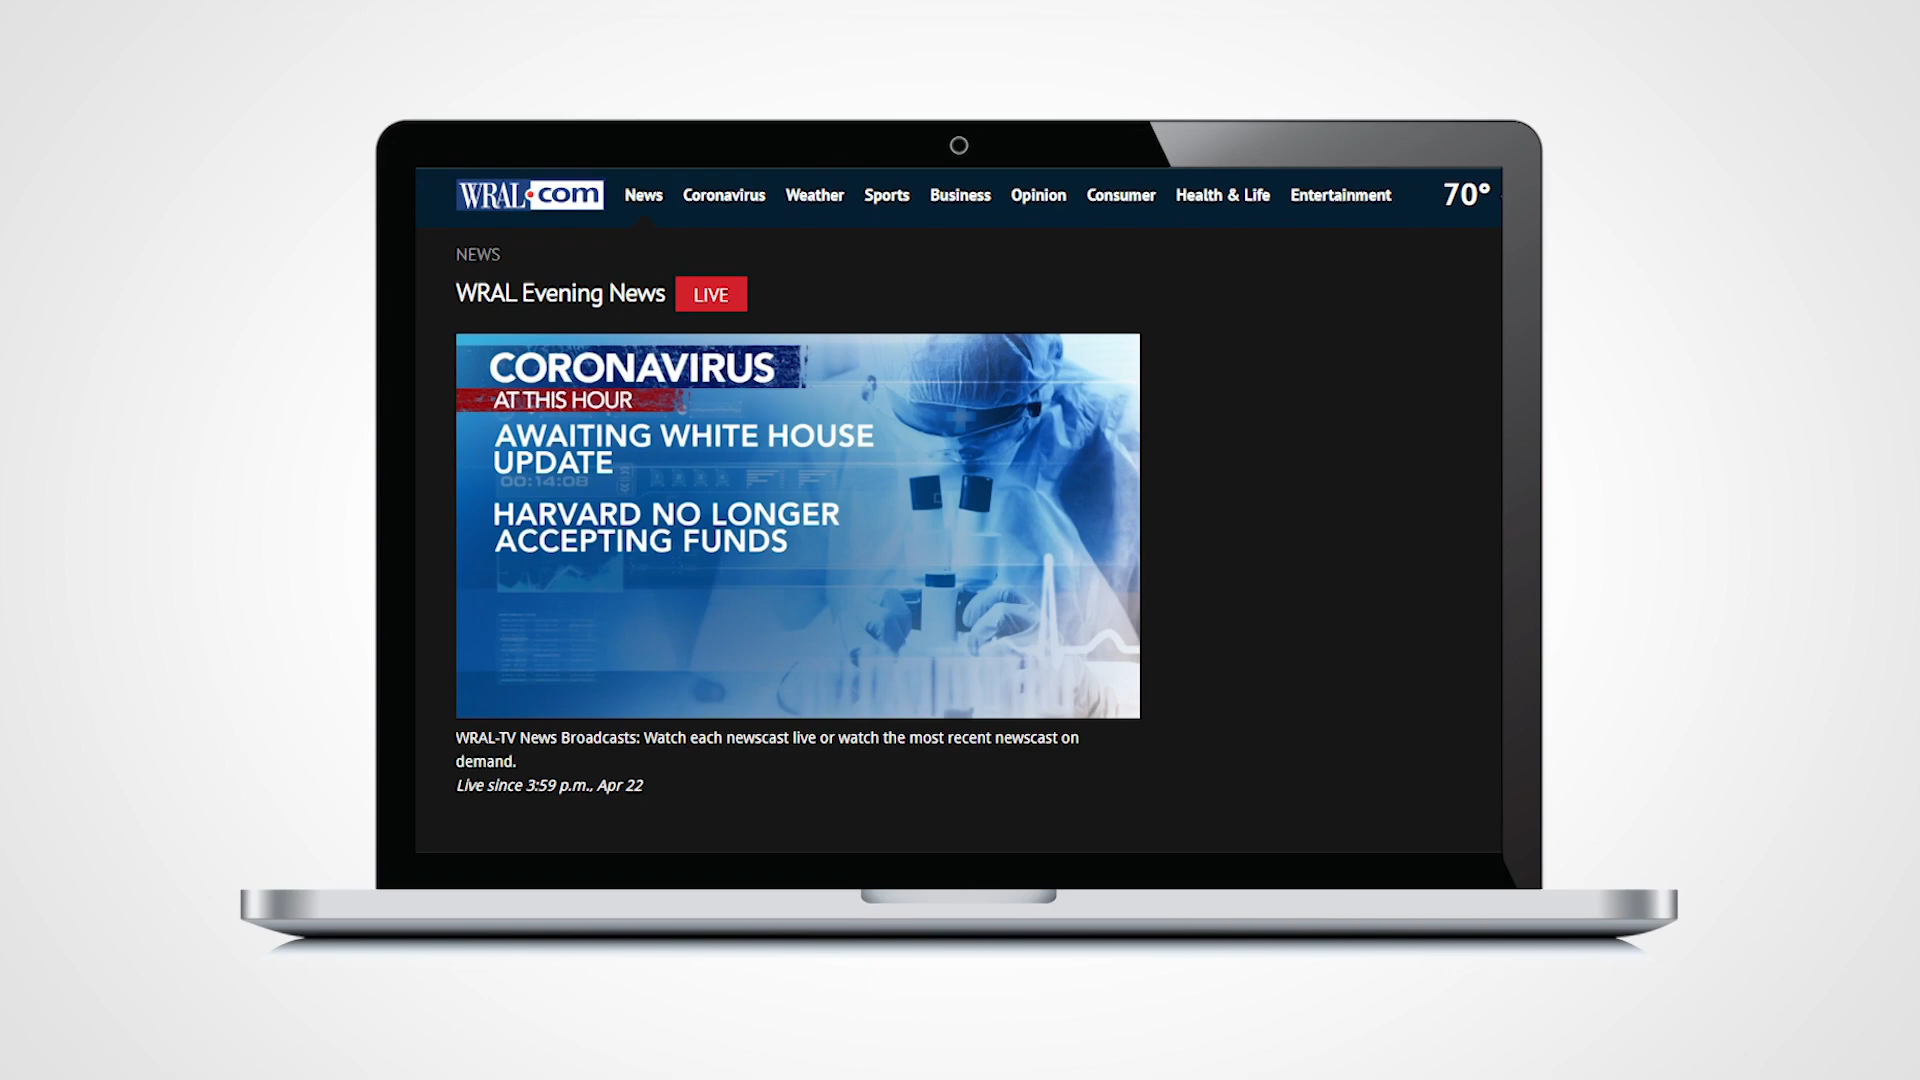 WRAL.com News Coronavirus Weather Sports Business Opinion Consumer Health & Life Entertainment 70°
NEWS
WRAL Evening News LIVE
CORONAVIRUS
AT THIS HOUR
AWAITING WHITE HOUSE
UPDATE
00:14:08
HARVARD NO LONGER
ACCEPTING FUNDS
WRAL-TV News Broadcasts: Watch each newscast live or watch the most recent newscast on
demand.
Live since 3:59 p.m., Apr 22